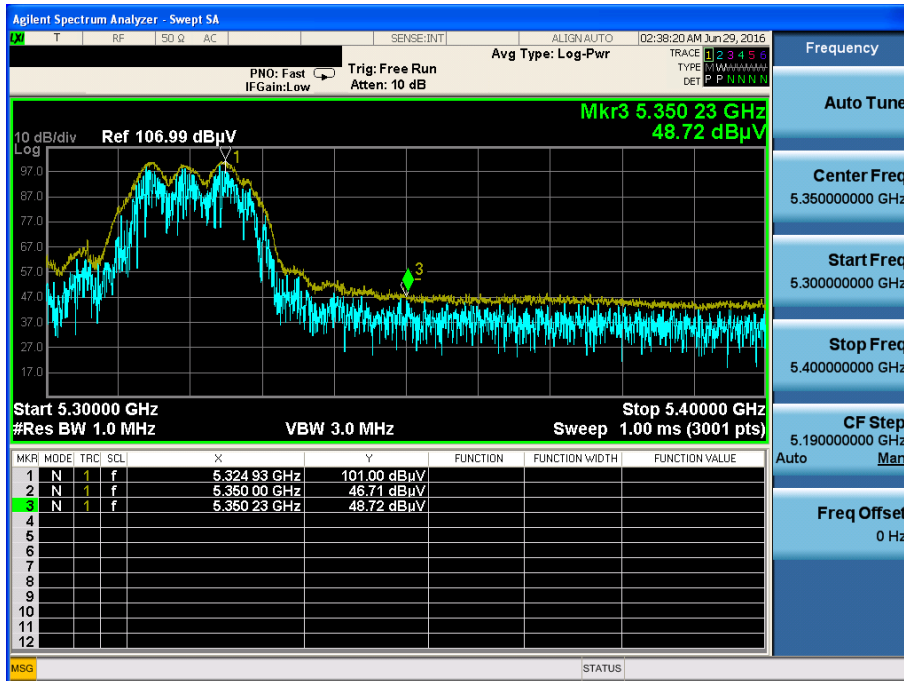 Agilent Spectrum Analyzer - Swept SA
LXI T RF 50 Ω AC SENSE:INT ALIGN AUTO 02:38:20 AM Jun 29, 2016
Frequency
Avg Type: Log-Pwr
TRACE 1 2 3 4 5 6
PNO: Fast
Trig: Free Run
TYPE M W W W W W
IFGain:Low
Atten: 10 dB
DET P P N N N N
Auto Tune
Mkr3 5.350 23 GHz
48.72 dBµV
10 dB/div
Ref 106.99 dBµV
Log
1
97.0
87.0
77.0
67.0
57.0
47.0
37.0
27.0
17.0
3
Center Freq
5.350000000 GHz
Start Freq
5.300000000 GHz
Stop Freq
5.400000000 GHz
Start 5.30000 GHz
Stop 5.40000 GHz
#Res BW 1.0 MHz
VBW 3.0 MHz
Sweep 1.00 ms (3001 pts)
CF Step
5.190000000 GHz
Auto Man
Freq Offset
0 Hz
MKR MODE TRC SCL X Y FUNCTION FUNCTION WIDTH FUNCTION VALUE
1 N 1 f 5.324 93 GHz 101.00 dBµV
2 N 1 f 5.350 00 GHz 46.71 dBµV
3 N 1 f 5.350 23 GHz 48.72 dBµV
4
5
6
7
8
9
10
11
12
MSG
STATUS